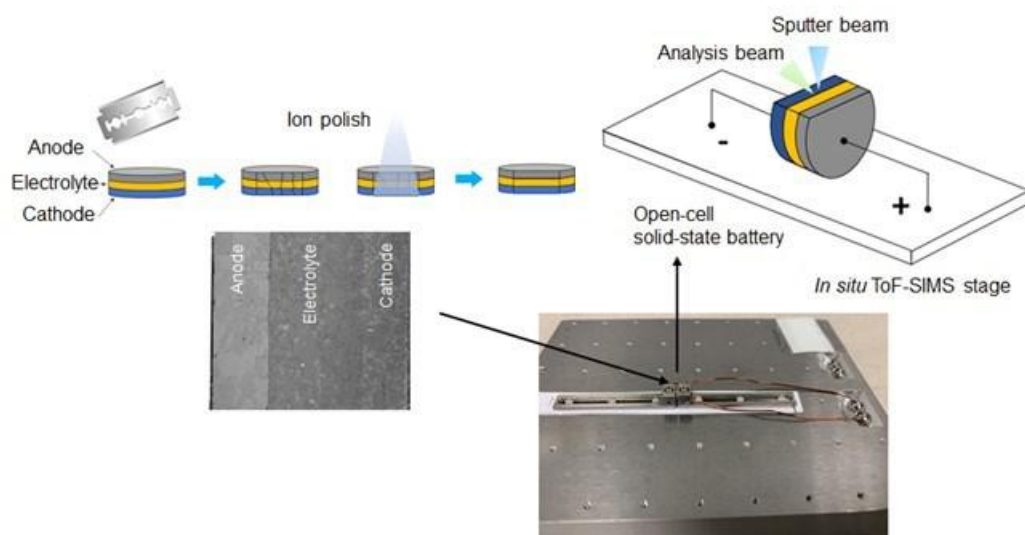 Sputter beam
Analysis beam
Ion polish
Anode
Electrolyte
Cathode
-
+
Open-cell
solid-state battery
In situ ToF-SIMS stage
Anode
Electrolyte
Cathode